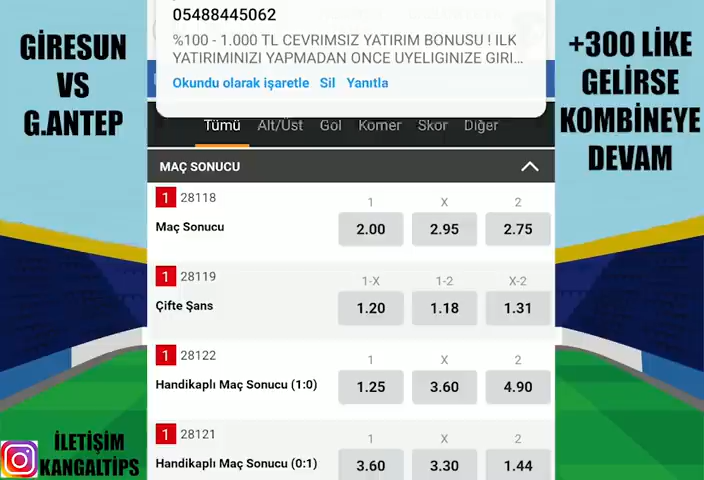 GİRESUN
VS
G.ANTEP
+300 LİKE
GELİRSE
KOMBİNEYE
DEVAM
05488445062
%100 - 1.000 TL CEVRIMSIZ YATIRIM BONUSU ! ILK
YATIRIMINIZI YAPMADAN ONCE UYELIGINIZE GIRI...
Okundu olarak işaretle Sil Yanıtla
Tümü Alt/Üst Gol Korner Skor Diğer
MAÇ SONUCU
1 28118 1 X 2
Maç Sonucu 2.00 2.95 2.75
1 28119 1-X 1-2 X-2
Çifte Şans 1.20 1.18 1.31
1 28122 1 X 2
Handikaplı Maç Sonucu (1:0) 1.25 3.60 4.90
1 28121 1 X 2
Handikaplı Maç Sonucu (0:1) 3.60 3.30 1.44
İLETİŞİM
KANGALTİPS